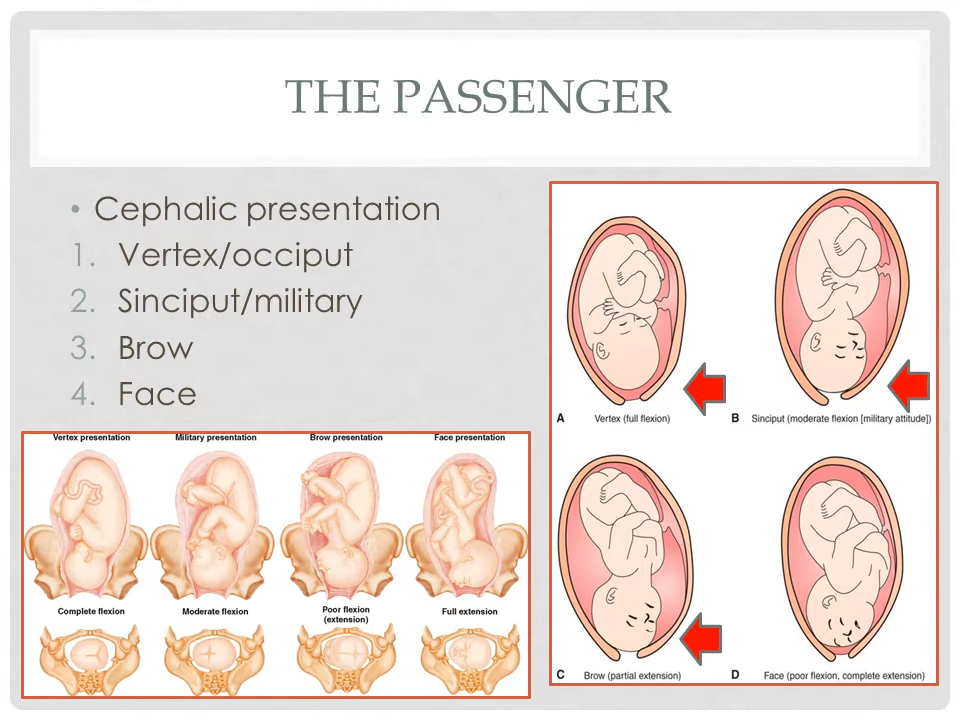 THE PASSENGER
• Cephalic presentation
1. Vertex/occiput
2. Sinciput/military
3. Brow
4. Face
Vertex presentation
Military presentation
Brow presentation
Face presentation
Complete flexion
Moderate flexion
Poor flexion
(extension)
Full extension
A Vertex (full flexion)
B Sinciput (moderate flexion [military attitude])
C Brow (partial extension)
D Face (poor flexion, complete extension)